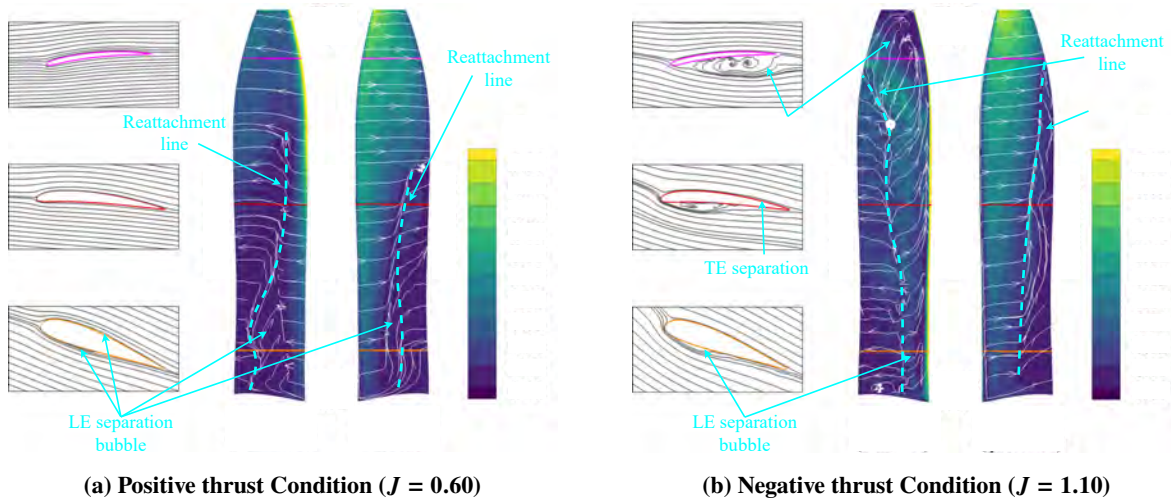 Reattachment
line
Reattachment
line
LE separation
bubble
(a) Positive thrust Condition (J = 0.60)
Reattachment
line
TE separation
LE separation
bubble
(b) Negative thrust Condition (J = 1.10)